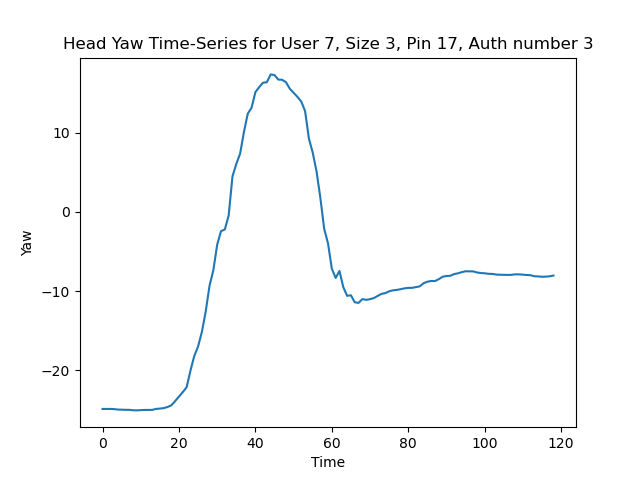 Head Yaw Time-Series for User 7, Size 3, Pin 17, Auth number 3
10
0
−10
−20
Yaw
0 20 40 60 80 100 120
Time